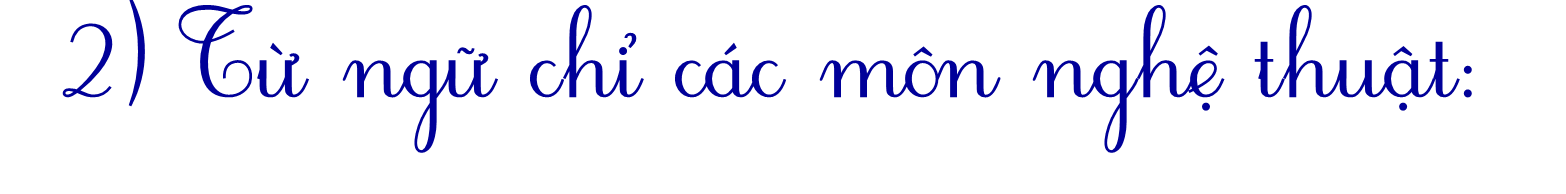 2) Từ ngữ chỉ các môn nghệ thuật: